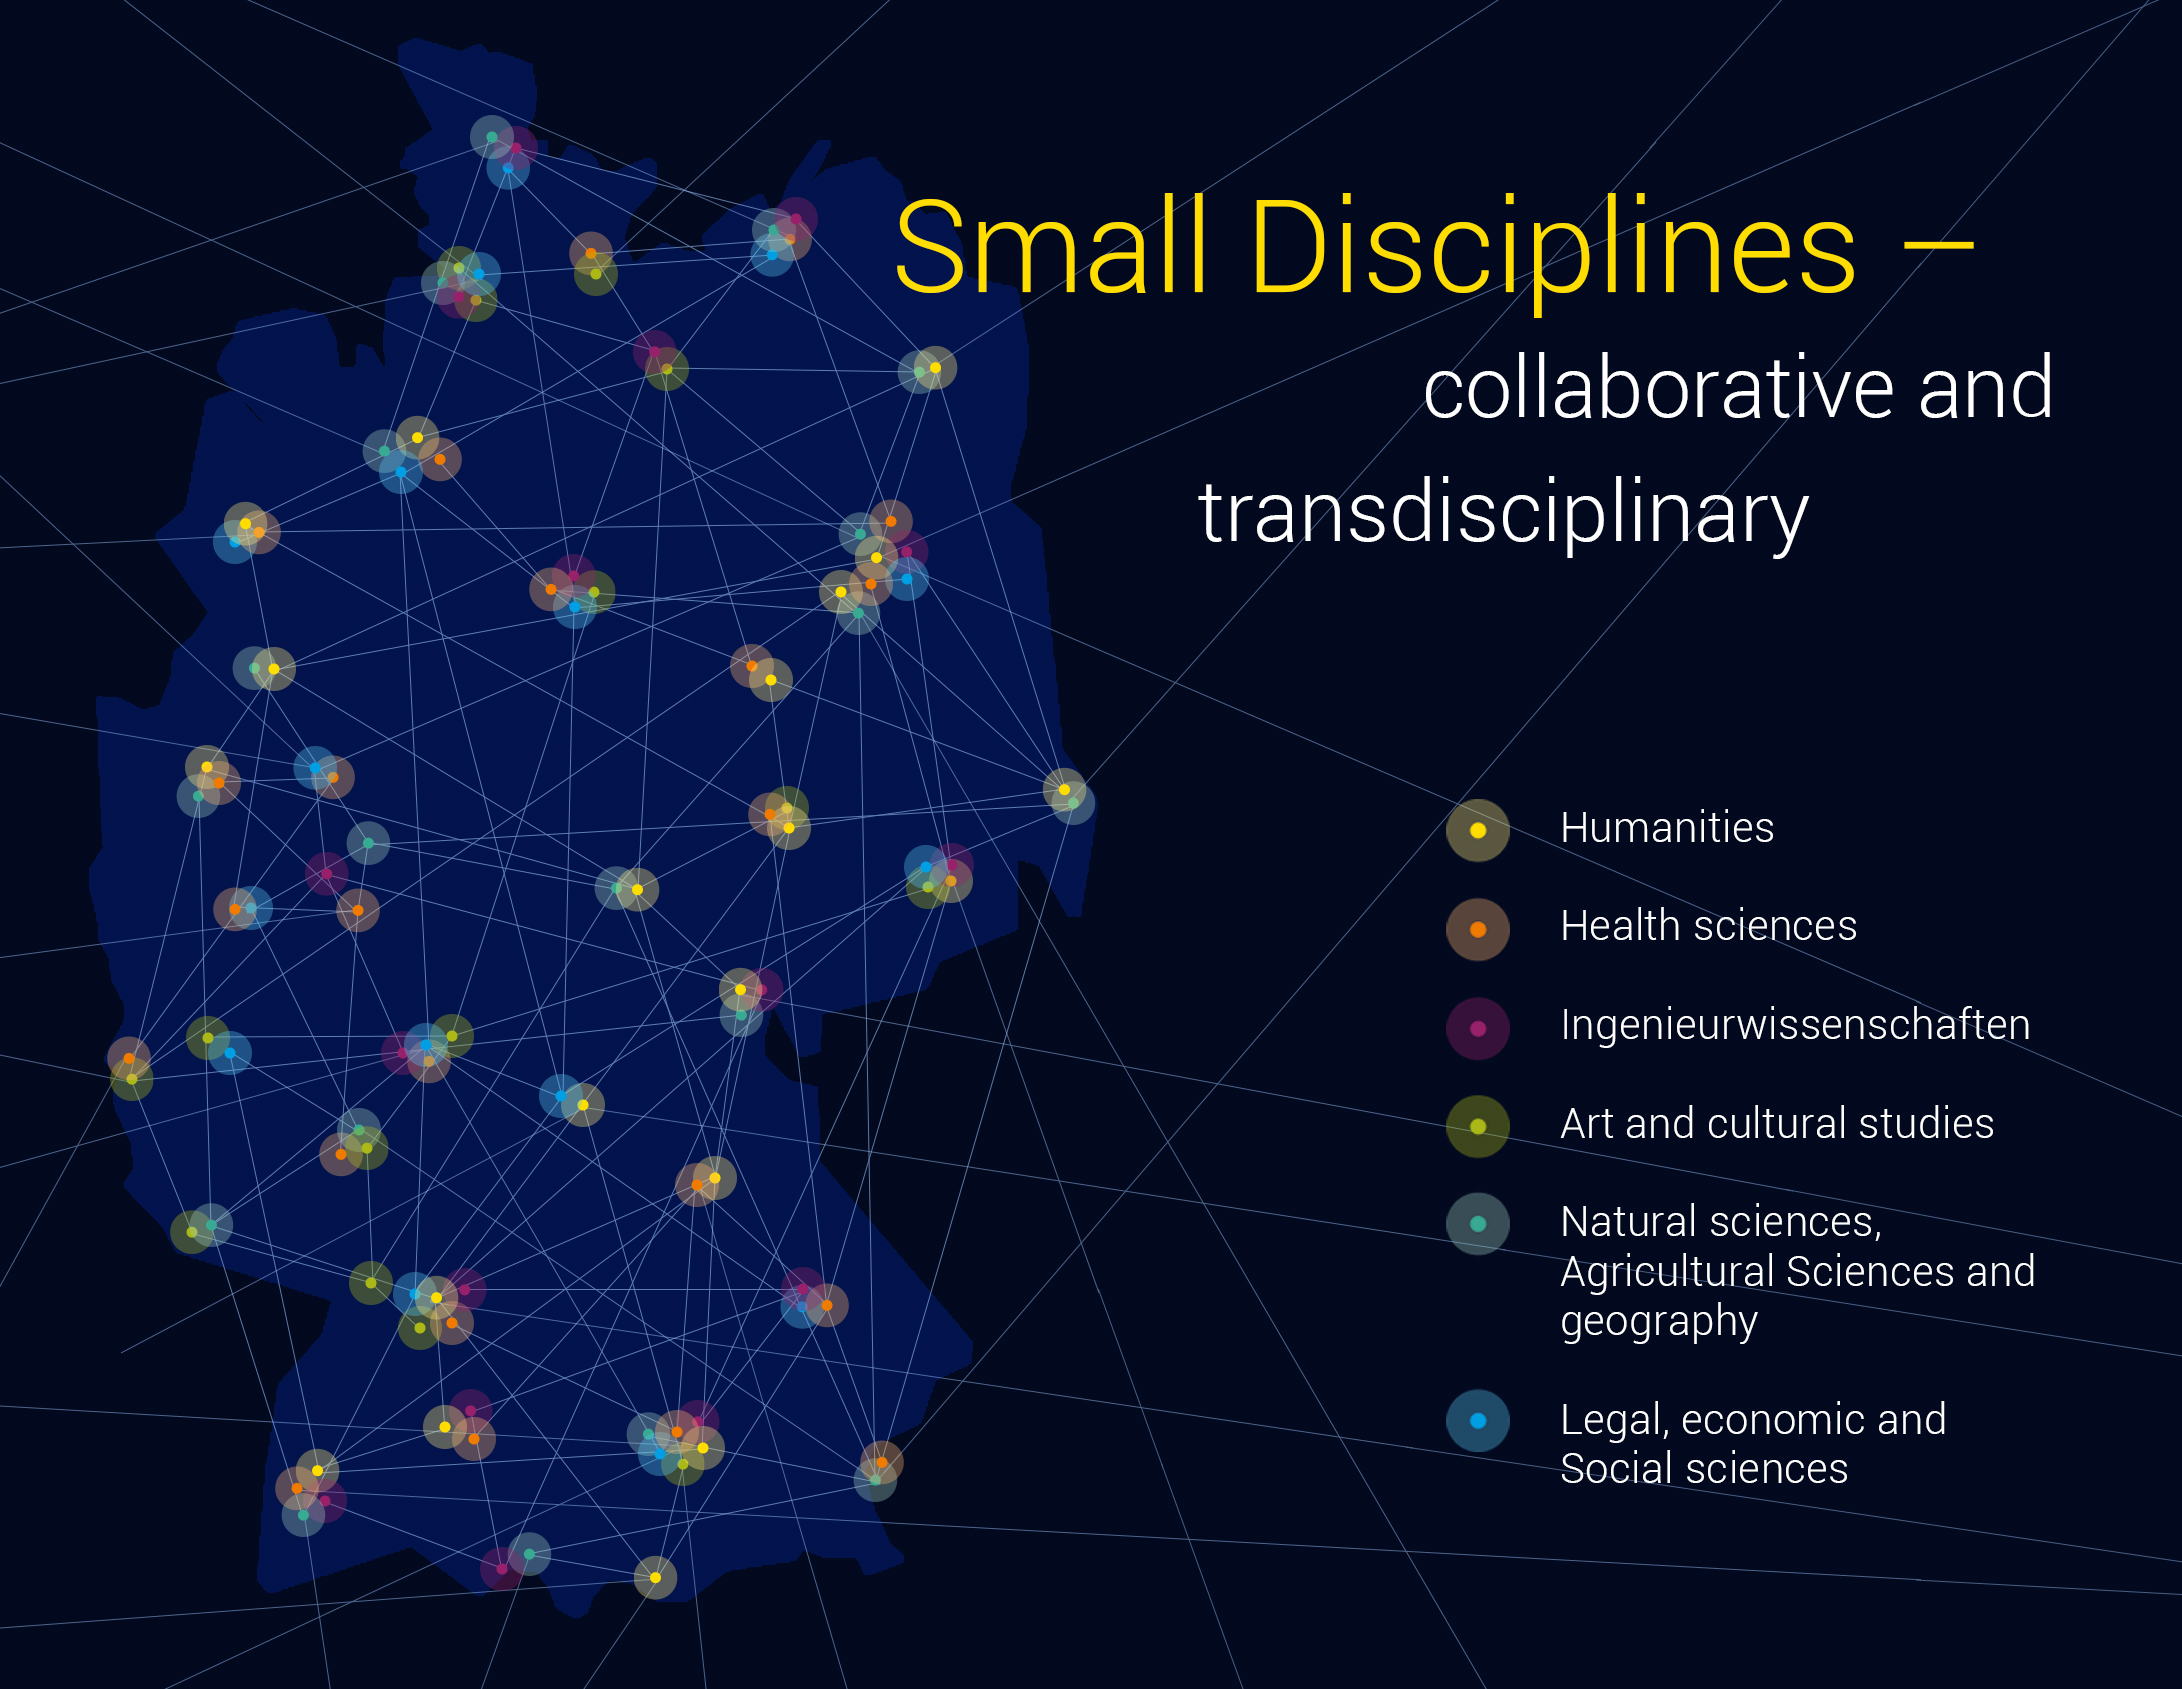 Small Disciplines –
collaborative and
transdisciplinary
Humanities
Health sciences
Ingenieurwissenschaften
Art and cultural studies
Natural sciences,
Agricultural Sciences and
geography
Legal, economic and
Social sciences